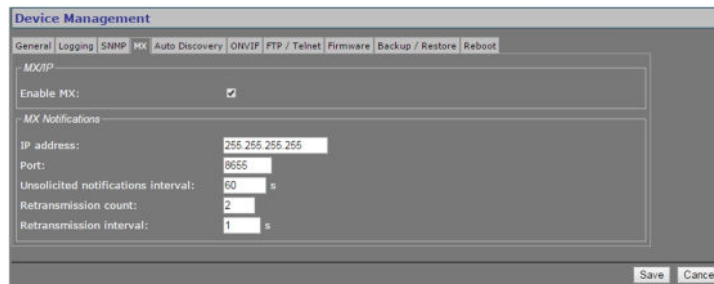 Device Management
General Logging SNMP MX Auto Discovery ONVIF FTP / Telnet Firmware Backup / Restore Reboot
MX/IP
Enable MX:
MX Notifications
IP address: 255.255.255.255
Port: 8655
Unsolicited notifications interval: 60 s
Retransmission count: 2
Retransmission interval: 1 s
Save Cance